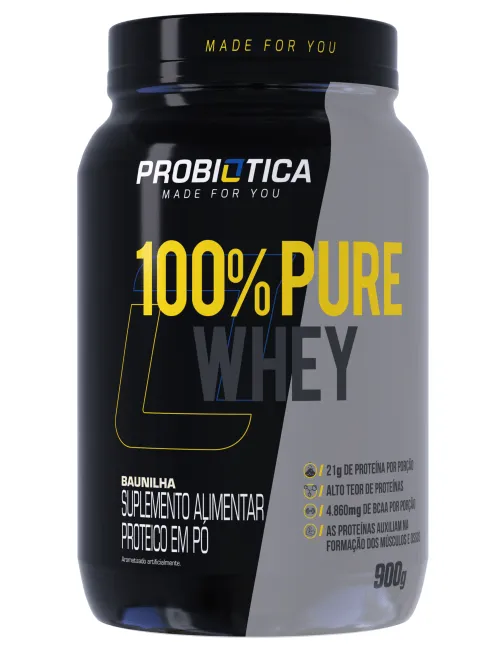 MADE FOR YOU
PROBIOTICA
MADE FOR YOU
100% PURE
WHEY
BAUNILHA
SUPLEMENTO ALIMENTAR
PROTEICO EM PÓ
Aromatizado artificialmente.
21g DE PROTEÍNA POR PORÇÃO
ALTO TEOR DE PROTEÍNAS
4.860mg DE BCAA POR PORÇÃO
AS PROTEÍNAS AUXILIAM NA
FORMAÇÃO DOS MÚSCULOS E OSSOS
900g